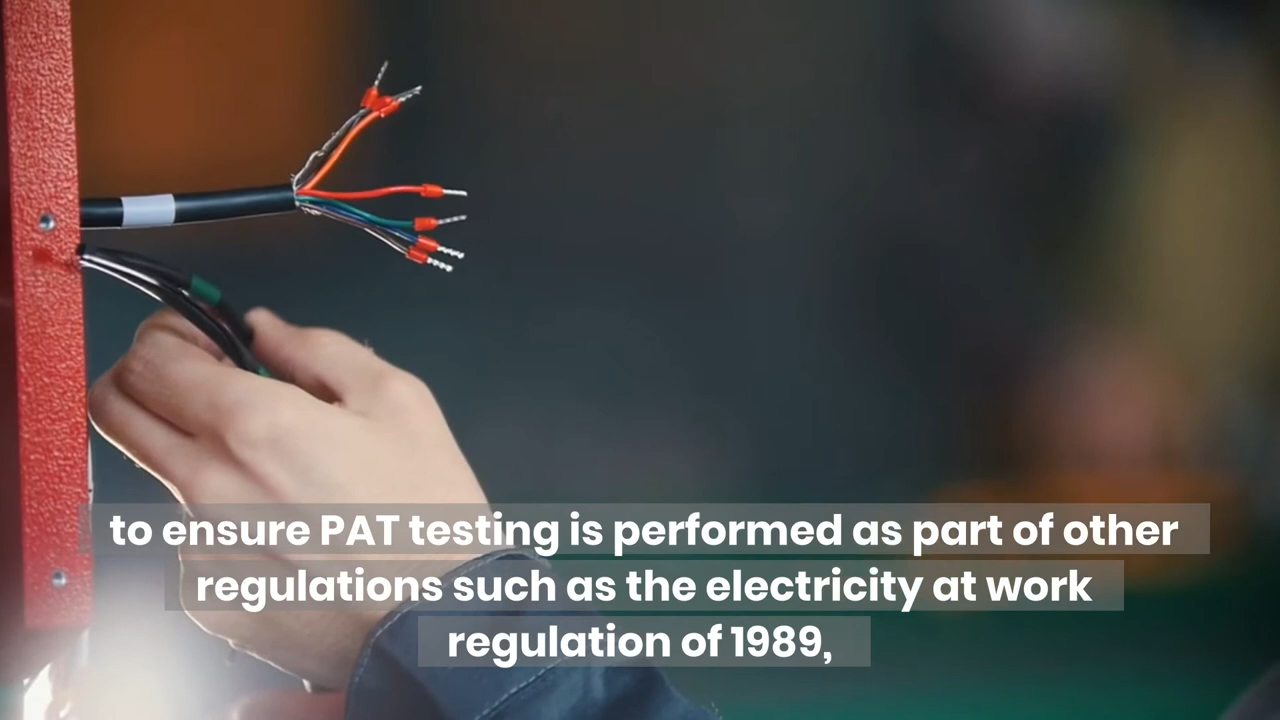 to ensure PAT testing is performed as part of other
regulations such as the electricity at work
regulation of 1989,